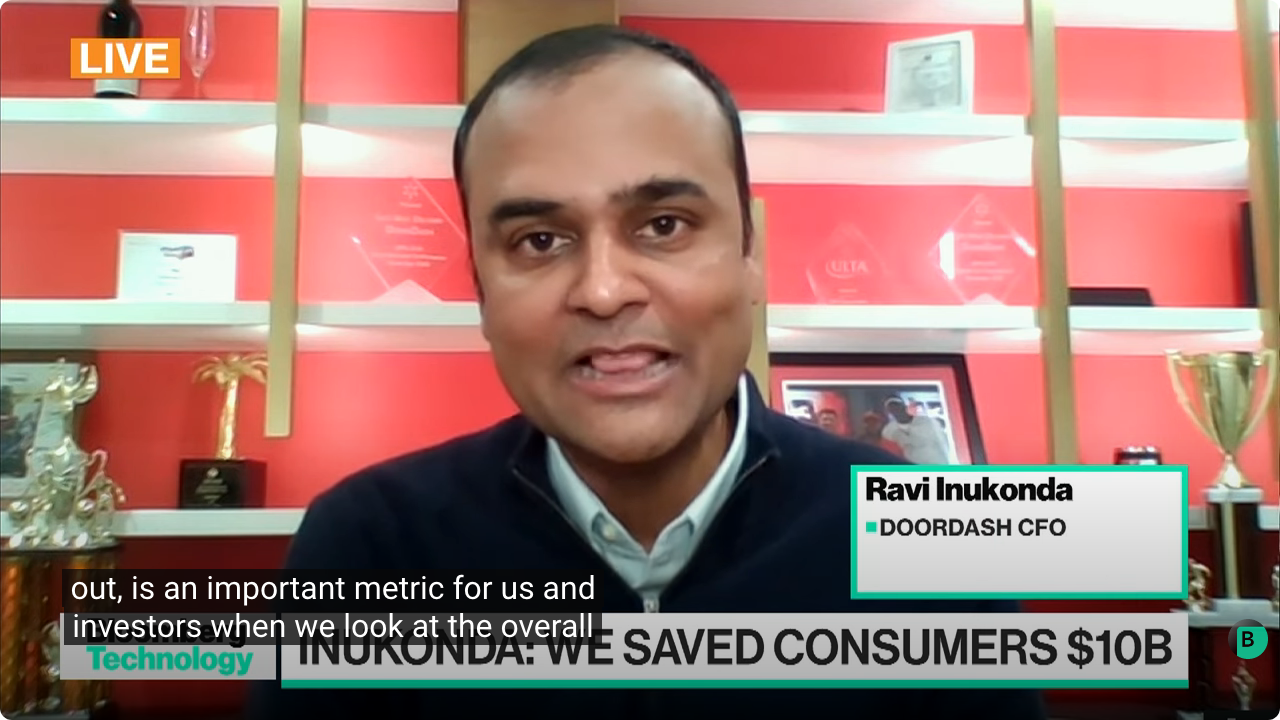 LIVE
ULTA
Ravi Inukonda
DOORDASH CFO
out, is an important metric for us and
investors when we look at the overall
Bloomberg
Technology
INUKONDA: WE SAVED CONSUMERS $10B
B